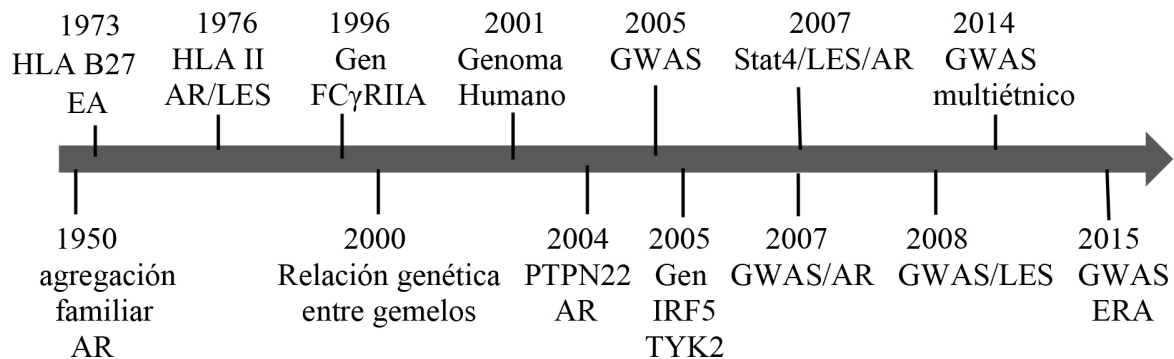 1973
HLA B27
EA
1976
HLA II
AR/LES
1996
Gen
FCγRIIA
2001
Genoma
Humano
2005
GWAS
2007
Stat4/LES/AR
2014
GWAS
multiétnico
1950
agregación
familiar
AR
2000
Relación genética
entre gemelos
2004
PTPN22
AR
2005
Gen
IRF5
TYK2
2007
GWAS/AR
2008
GWAS/LES
2015
GWAS
ERA